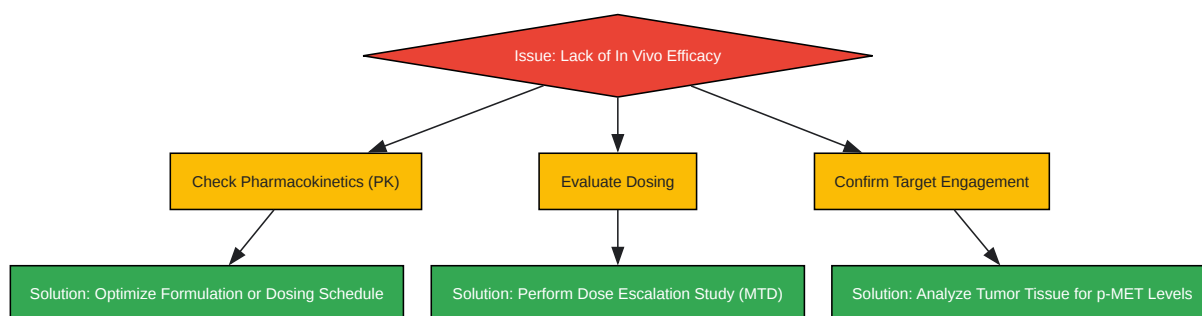 Issue: Lack of In Vivo Efficacy
Check Pharmacokinetics (PK)
Evaluate Dosing
Confirm Target Engagement
Solution: Optimize Formulation or Dosing Schedule
Solution: Perform Dose Escalation Study (MTD)
Solution: Analyze Tumor Tissue for p-MET Levels